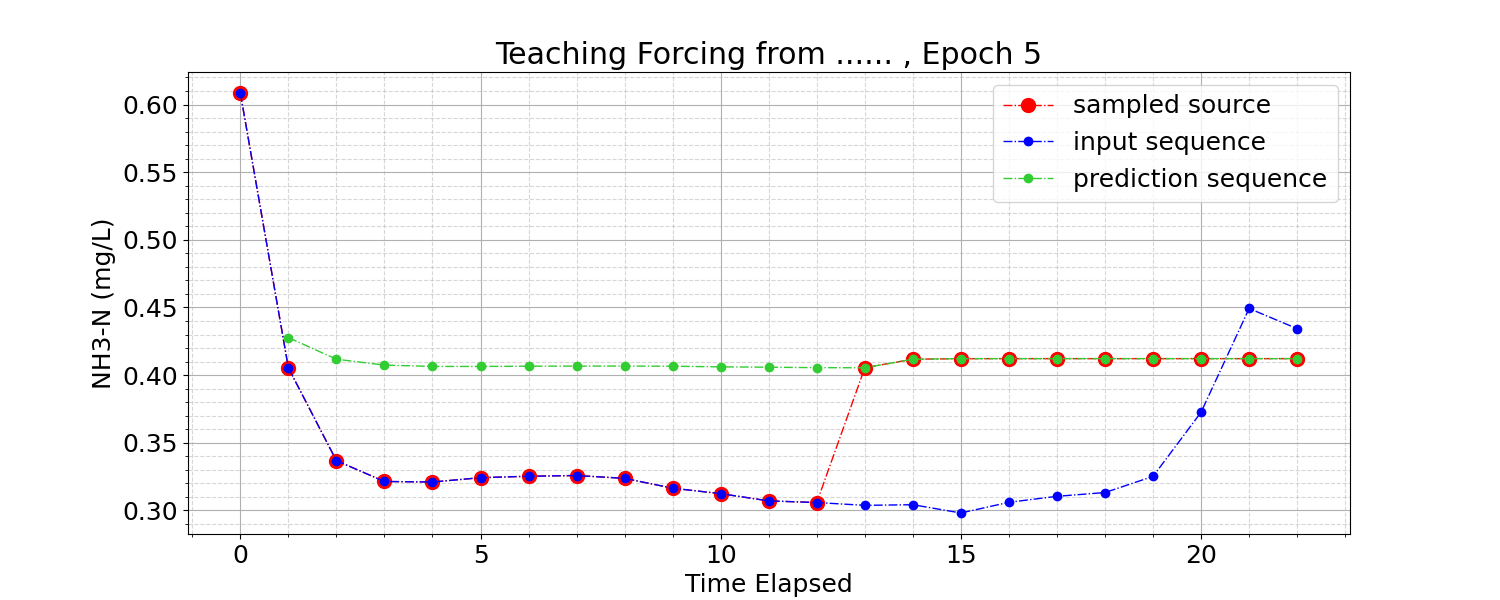 Teaching Forcing from ...... , Epoch 5
sampled source
input sequence
prediction sequence
NH3-N (mg/L)
0.60
0.55
0.50
0.45
0.40
0.35
0.30
0 5 10 15 20
Time Elapsed